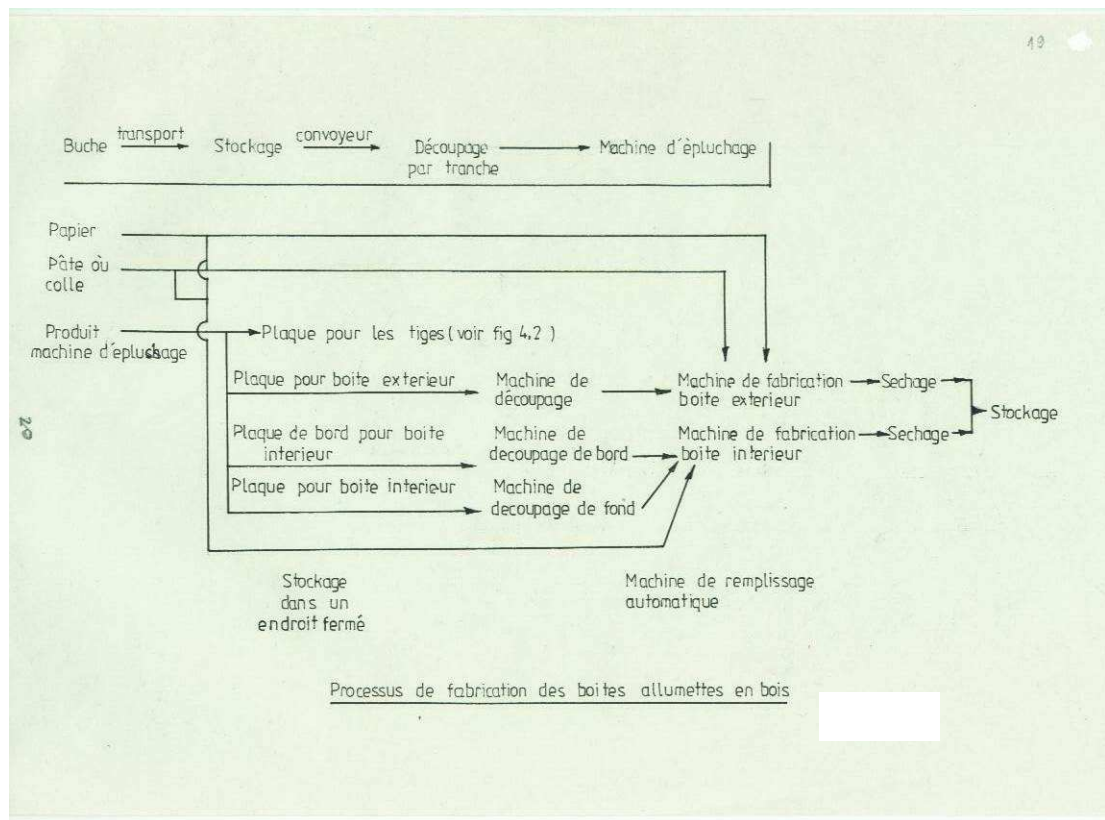 19
transport
convoyeur
Buche
Stockage
Découpage
par tranche
Machine d'èpluchage
Papier
Pâte où
colle
Produit
machine d'épluchage
Plaque pour les tiges (voir fig 4,2)
Plaque pour boite exterieur
Machine de
découpage
Machine de fabrication
boite exterieur
Sechage
Stockage
Plaque de bord pour boite
interieur
Machine de
decoupage de bord
Machine de fabrication
boite interieur
Sechage
Plaque pour boite interieur
Machine de
decoupage de fond
Stockage
dans un
endroit fermé
Machine de remplissage
automatique
Processus de fabrication des boites allumettes en bois
20